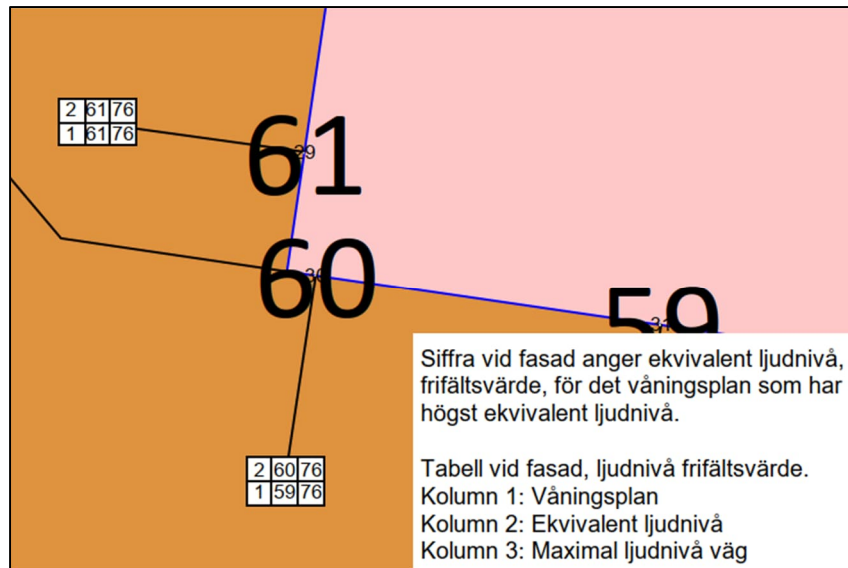 2 61 76
1 61 76
61
29
60
59
31
2 60 76
1 59 76
Siffra vid fasad anger ekvivalent ljudnivå,
frifältsvärde, för det våningsplan som har
högst ekvivalent ljudnivå.
Tabell vid fasad, ljudnivå frifältsvärde.
Kolumn 1: Våningsplan
Kolumn 2: Ekvivalent ljudnivå
Kolumn 3: Maximal ljudnivå väg